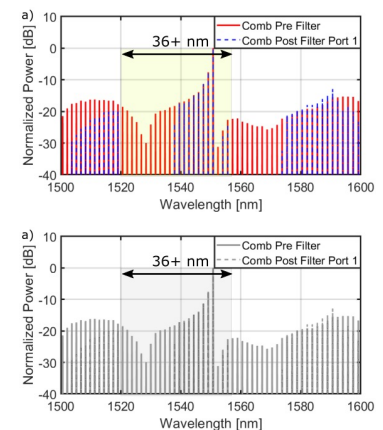 a)
Normalized Power [dB]
10
0
-10
-20
-30
-40
36+ nm
Comb Pre Filter
Comb Post Filter Port 1
1500 1520 1540 1560 1580 1600
Wavelength [nm]
a)
Normalized Power [dB]
10
0
-10
-20
-30
-40
36+ nm
Comb Pre Filter
Comb Post Filter Port 1
1500 1520 1540 1560 1580 1600
Wavelength [nm]